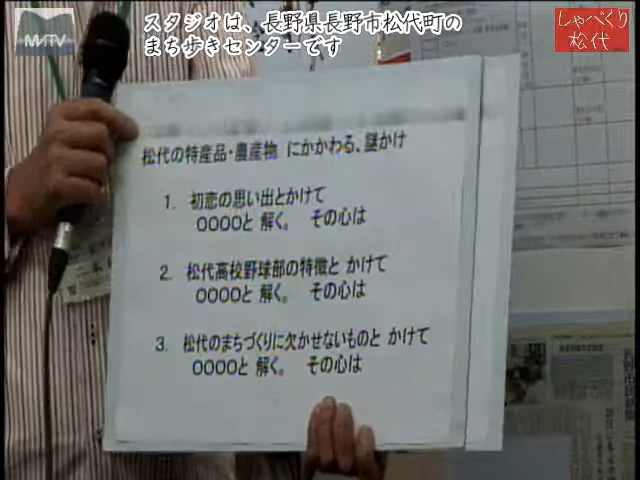 MATV
スタジオは、長野県長野市松代町の
まち歩きセンターです
しゃべくり
松代
松代の特産品・農産物 にかかわる、謎かけ
1. 初恋の思い出とかけて
OOOOと 解く。 その心は
2. 松代高校野球部の特徴と かけて
OOOOと 解く。 その心は
3. 松代のまちづくりに欠かせないものと かけて
OOOOと 解く。 その心は